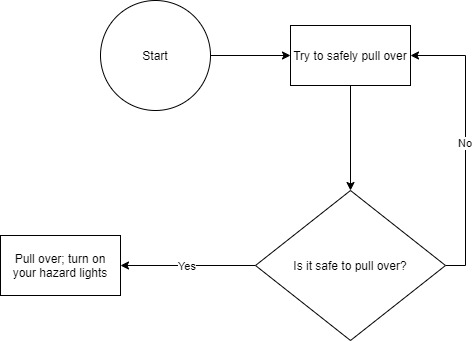 Start
Try to safely pull over
No
Is it safe to pull over?
Yes
Pull over; turn on
your hazard lights